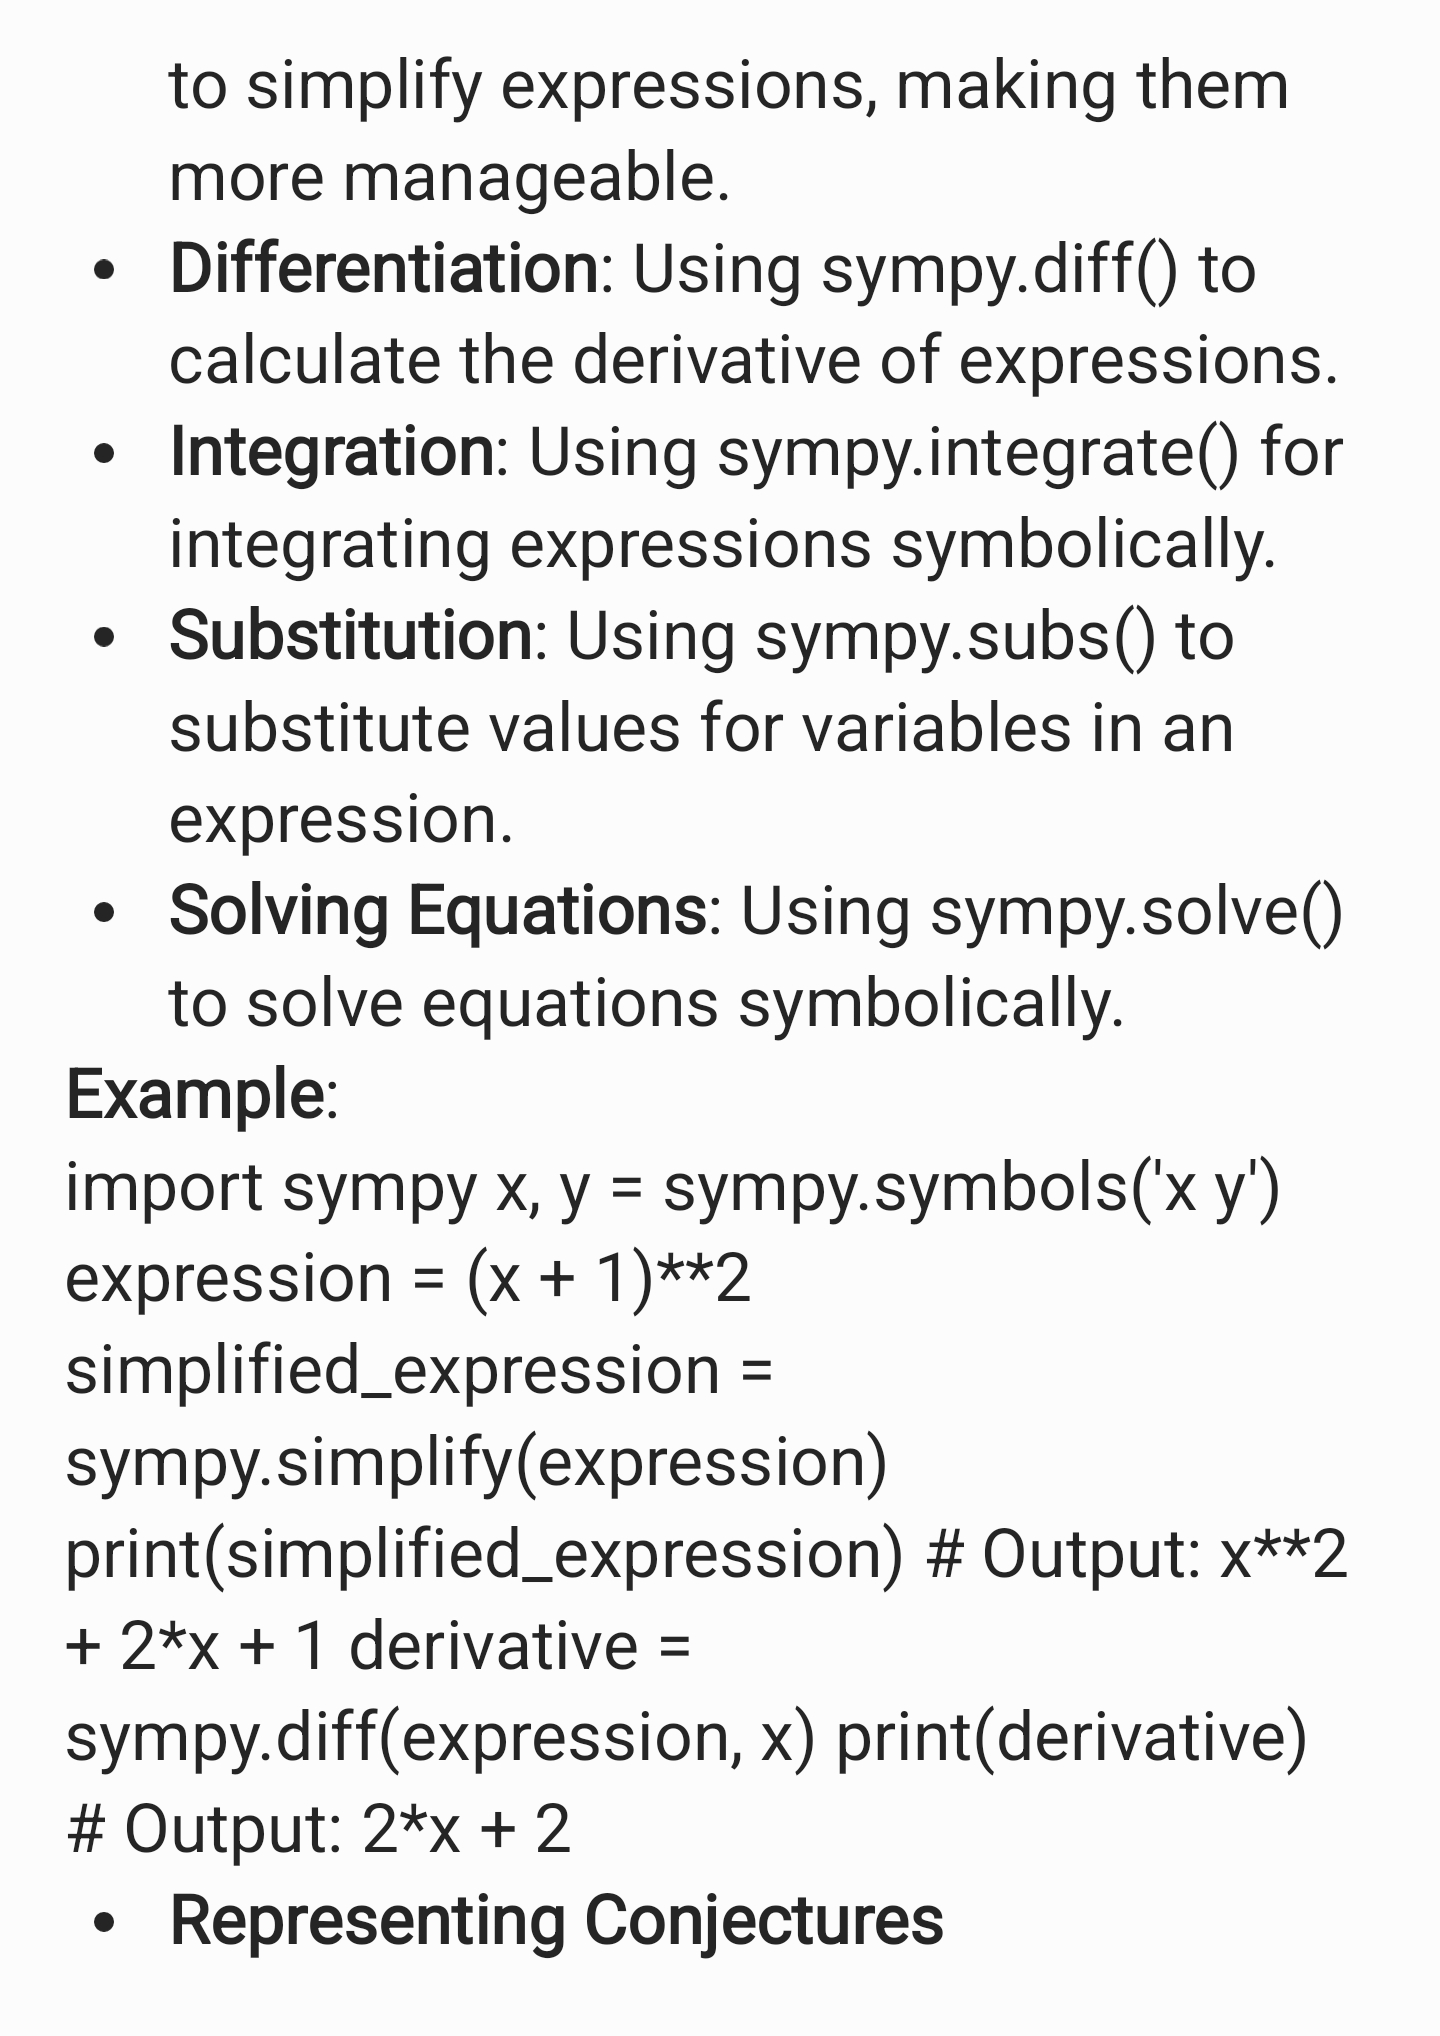 to simplify expressions, making them
more manageable.
• Differentiation: Using sympy.diff() to
calculate the derivative of expressions.
• Integration: Using sympy.integrate() for
integrating expressions symbolically.
• Substitution: Using sympy.subs() to
substitute values for variables in an
expression.
• Solving Equations: Using sympy.solve()
to solve equations symbolically.
Example:
import sympy x, y = sympy.symbols('x y')
expression = (x + 1)**2
simplified_expression =
sympy.simplify(expression)
print(simplified_expression) # Output: x**2
+ 2*x + 1 derivative =
sympy.diff(expression, x) print(derivative)
# Output: 2*x + 2
• Representing Conjectures